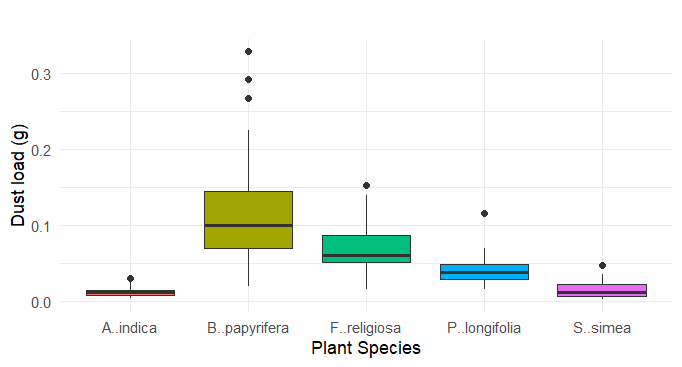 Dust load (g)
0.3
0.2
0.1
0.0
A..indica B..papyrifera F..religiosa P..longifolia S..simea
Plant Species